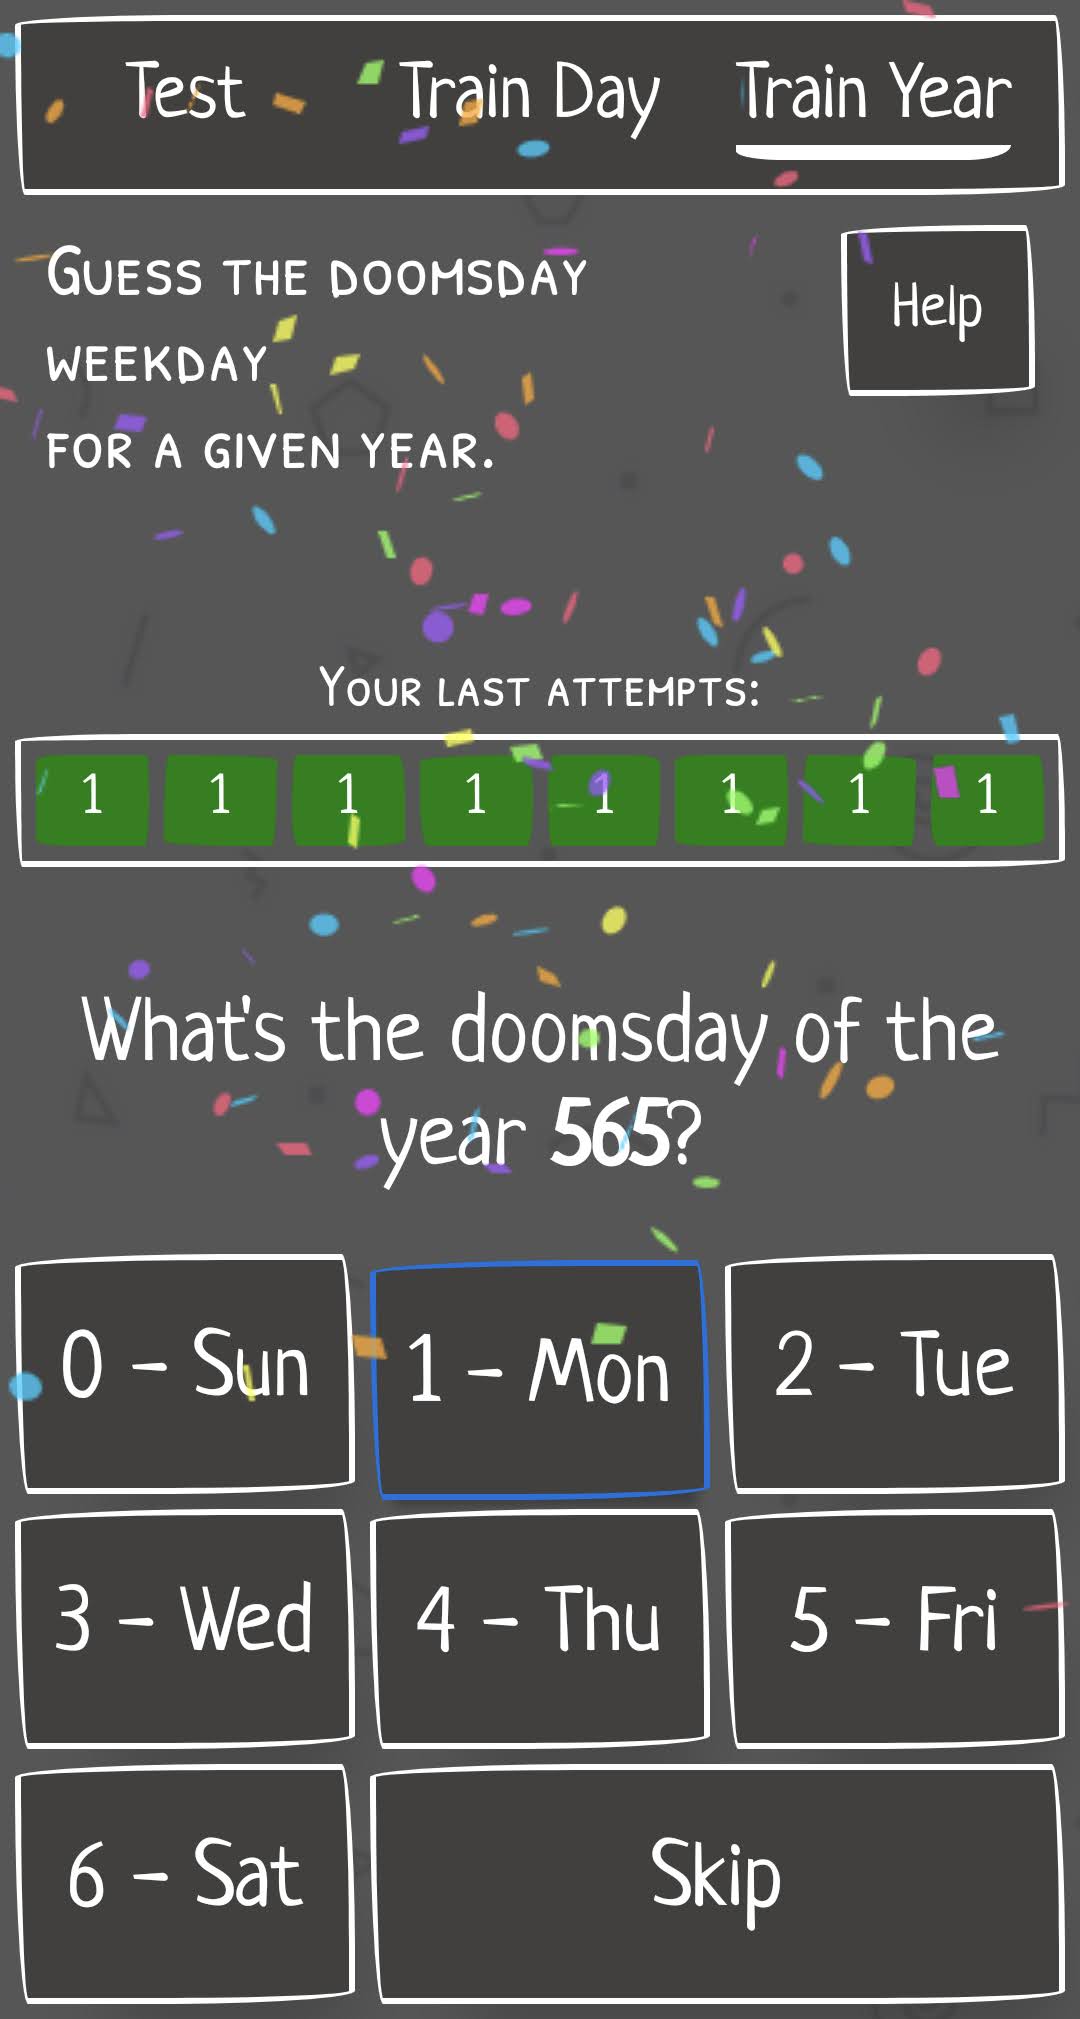 Test Train Day Train Year
Guess the doomsday
weekday
for a given year.
Help
Your last attempts:
1 1 1 1 1 1 1 1
What's the doomsday of the
year 565?
0 – Sun 1 – Mon 2 – Tue
3 – Wed 4 – Thu 5 – Fri
6 – Sat Skip